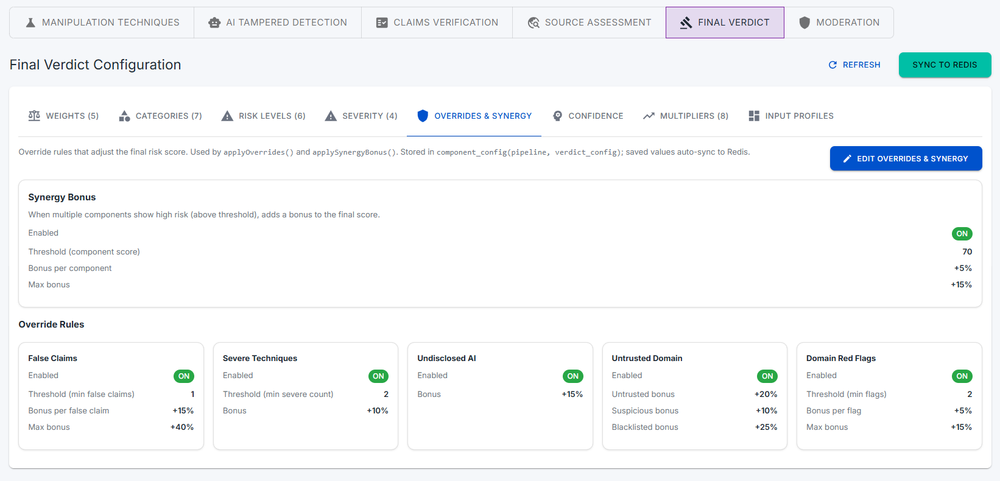 MANIPULATION TECHNIQUES
AI TAMPERED DETECTION
CLAIMS VERIFICATION
SOURCE ASSESSMENT
FINAL VERDICT
MODERATION
Final Verdict Configuration
REFRESH
SYNC TO REDIS
WEIGHTS (5)
CATEGORIES (7)
RISK LEVELS (6)
SEVERITY (4)
OVERRIDES & SYNERGY
CONFIDENCE
MULTIPLIERS (8)
INPUT PROFILES
Override rules that adjust the final risk score. Used by applyOverrides() and applySynergyBonus(). Stored in component_config(pipeline, verdict_config); saved values auto-sync to Redis.
EDIT OVERRIDES & SYNERGY
Synergy Bonus
When multiple components show high risk (above threshold), adds a bonus to the final score.
Enabled ON
Threshold (component score) 70
Bonus per component +5%
Max bonus +15%
Override Rules
False Claims
Enabled ON
Threshold (min false claims) 1
Bonus per false claim +15%
Max bonus +40%
Severe Techniques
Enabled ON
Threshold (min severe count) 2
Bonus +10%
Undisclosed AI
Enabled ON
Bonus +15%
Untrusted Domain
Enabled ON
Untrusted bonus +20%
Suspicious bonus +10%
Blacklisted bonus +25%
Domain Red Flags
Enabled ON
Threshold (min flags) 2
Bonus per flag +5%
Max bonus +15%